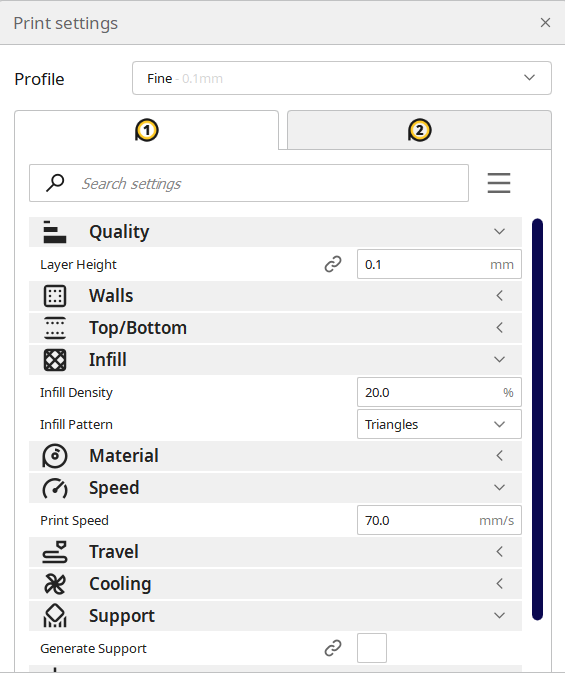 Print settings
Profile
Fine - 0.1mm
1
2
Search settings
Quality
Layer Height 0.1 mm
Walls
Top/Bottom
Infill
Infill Density 20.0 %
Infill Pattern Triangles
Material
Speed
Print Speed 70.0 mm/s
Travel
Cooling
Support
Generate Support